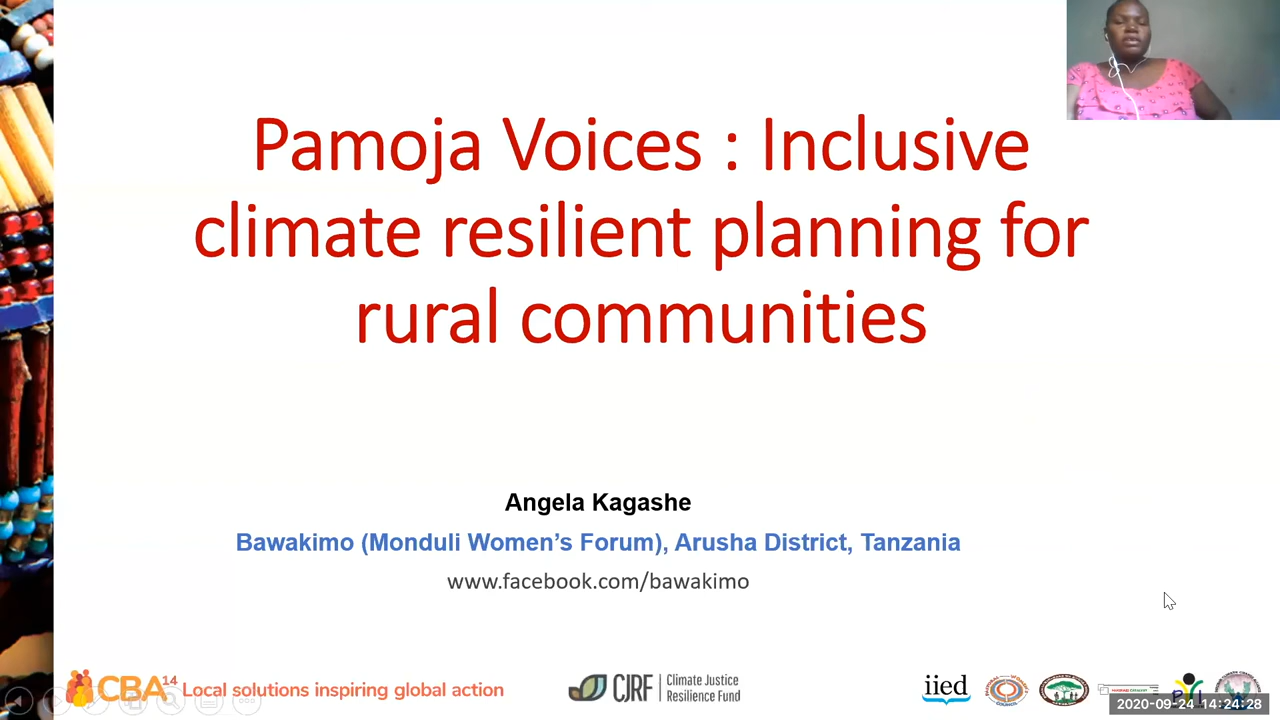 Pamoja Voices : Inclusive
climate resilient planning for
rural communities
Angela Kagashe
Bawakimo (Monduli Women’s Forum), Arusha District, Tanzania
www.facebook.com/bawakimo
CBA14 Local solutions inspiring global action
CJRF Climate Justice
Resilience Fund
iied
2020-09-24 14:24:28